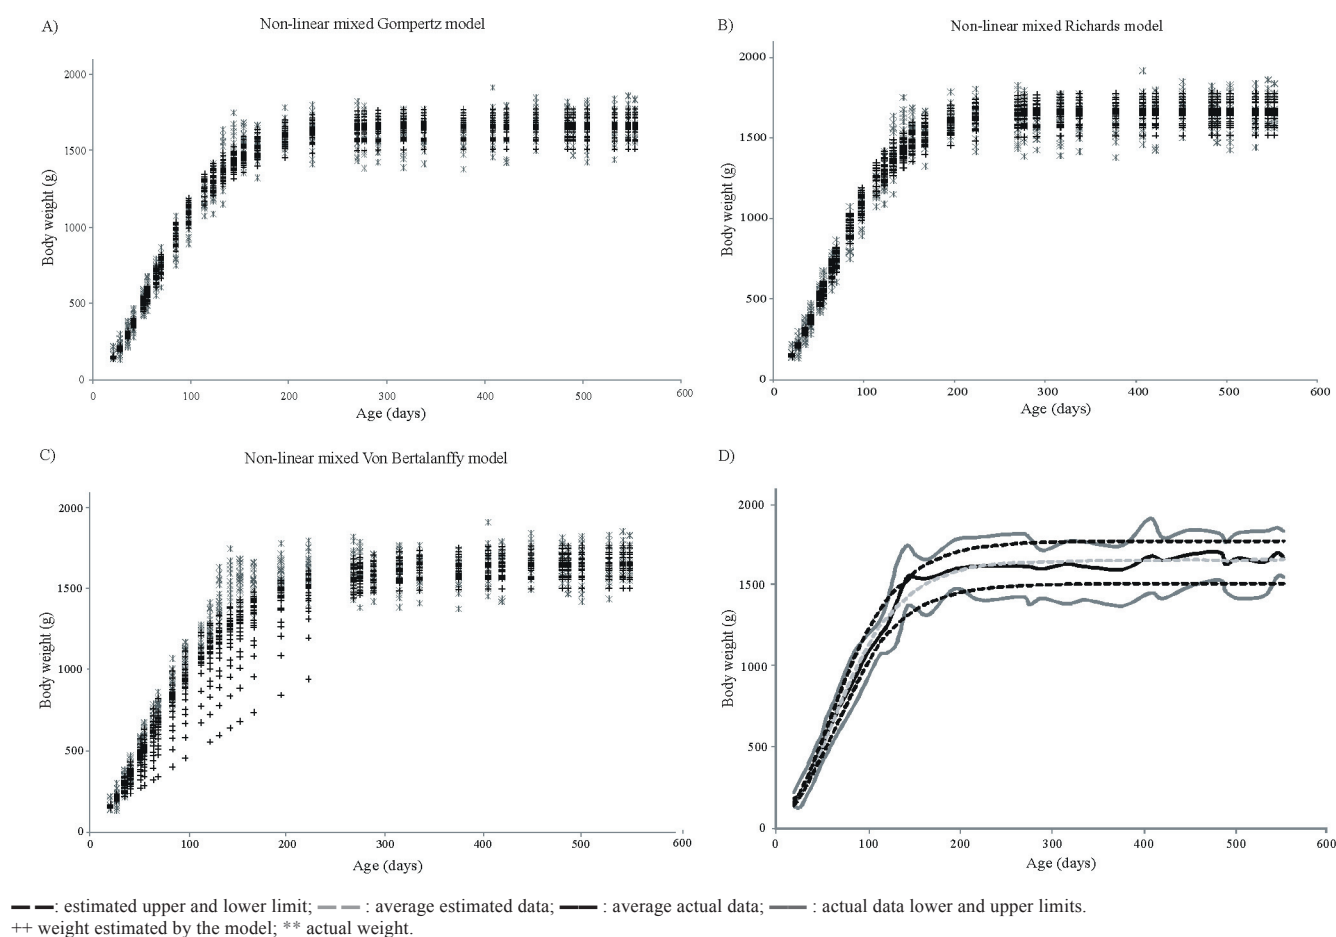 A)
Non-linear mixed Gompertz model
Body weight (g)
2000
1500
1000
500
0
0 100 200 300 400 500 600
Age (days)
B)
Non-linear mixed Richards model
Body weight (g)
2000
1500
1000
500
0
0 100 200 300 400 500 600
Age (days)
C)
Non-linear mixed Von Bertalanffy model
Body weight (g)
2000
1500
1000
500
0
0 100 200 300 400 500 600
Age (days)
D)
Body weight (g)
2000
1500
1000
500
0
0 100 200 300 400 500 600
Age (days)
: estimated upper and lower limit; : average estimated data; : average actual data; : actual data lower and upper limits.
++ weight estimated by the model; ** actual weight.